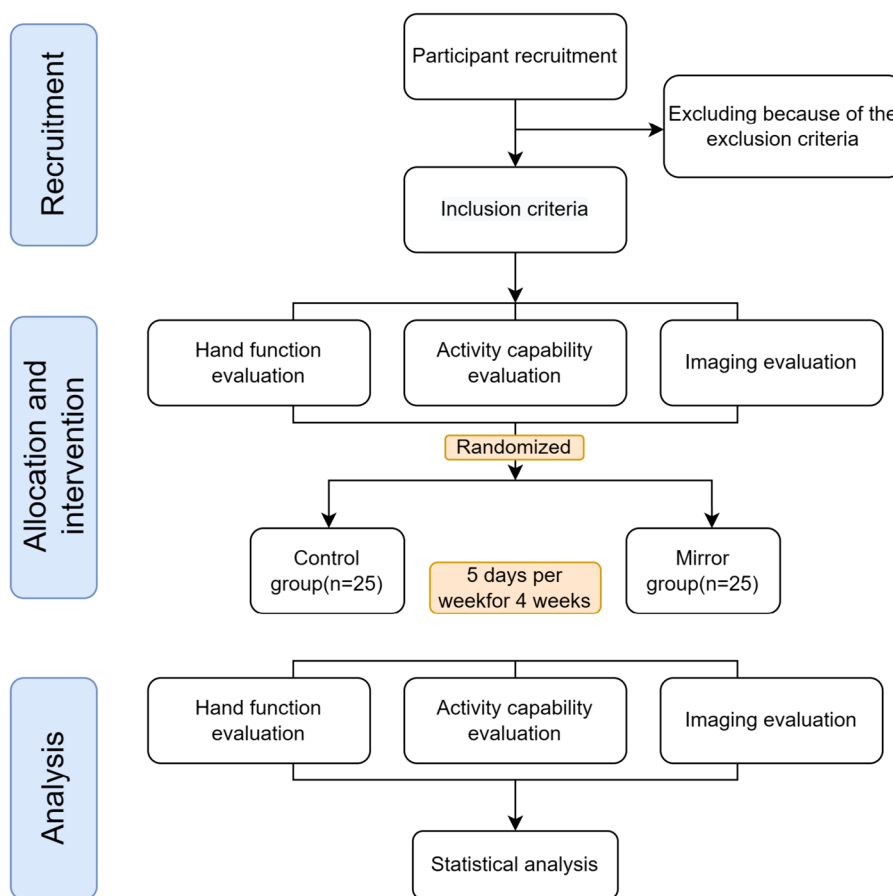 Recruitment
Participant recruitment
Excluding because of the
exclusion criteria
Inclusion criteria
Allocation and
intervention
Hand function
evaluation
Activity capability
evaluation
Imaging evaluation
Randomized
Control
group(n=25)
5 days per
weekfor 4 weeks
Mirror
group(n=25)
Analysis
Hand function
evaluation
Activity capability
evaluation
Imaging evaluation
Statistical analysis